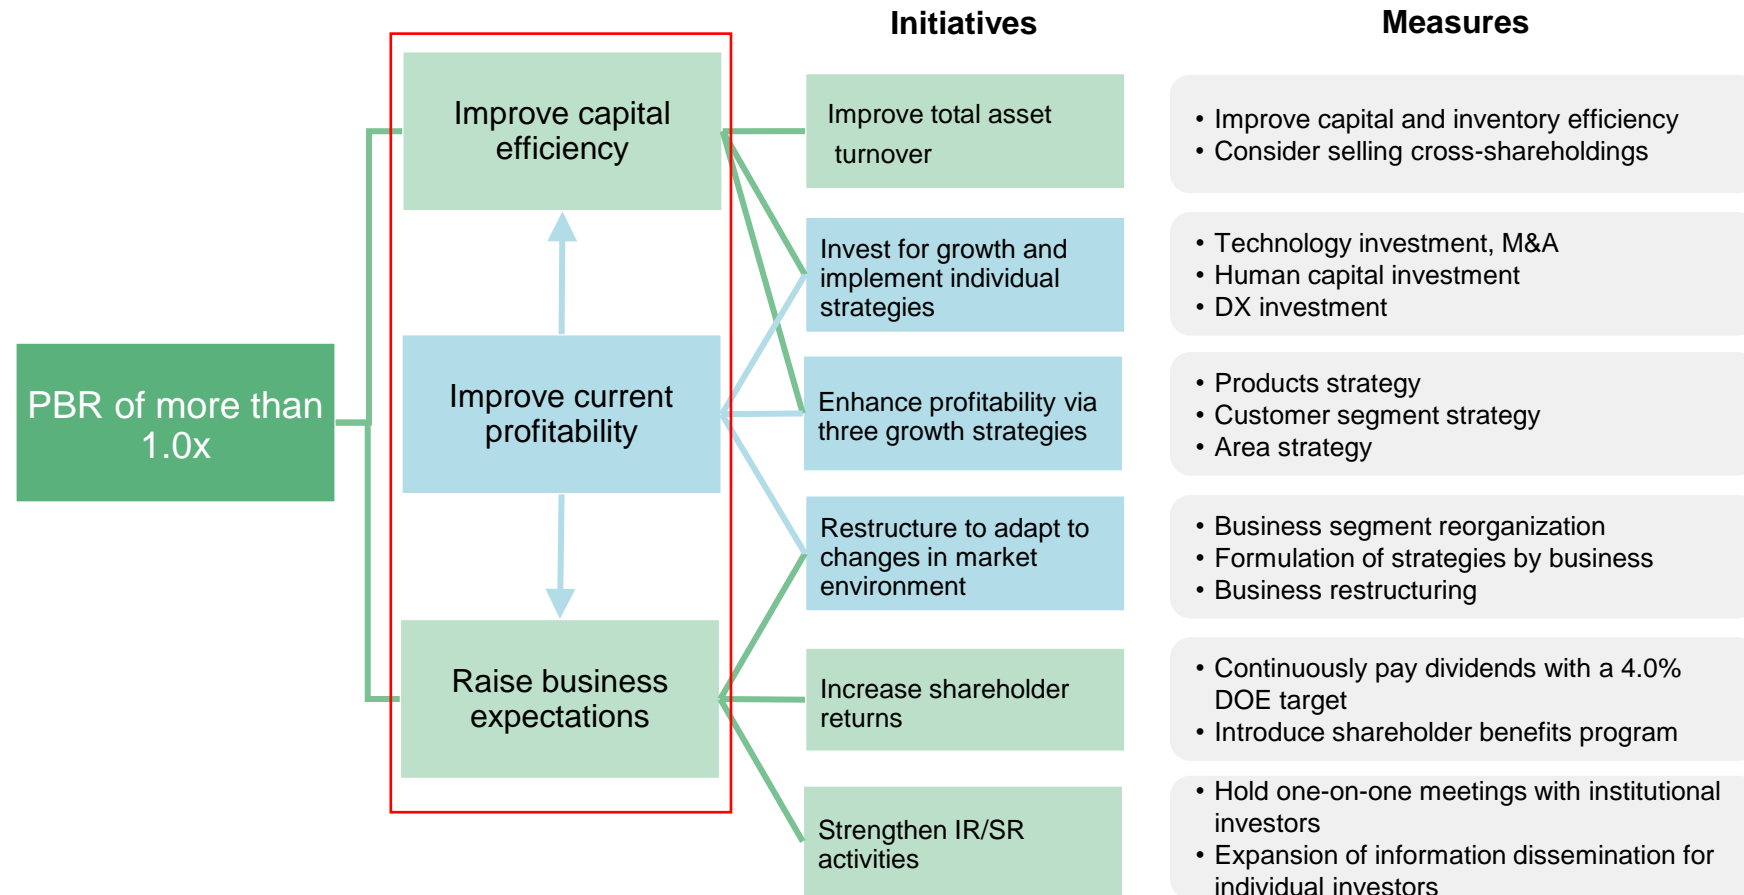 Initiatives
Measures
PBR of more than
1.0x
Improve capital
efficiency
Improve current
profitability
Raise business
expectations
Improve total asset
turnover
• Improve capital and inventory efficiency
• Consider selling cross-shareholdings
Invest for growth and
implement individual
strategies
• Technology investment, M&A
• Human capital investment
• DX investment
Enhance profitability via
three growth strategies
• Products strategy
• Customer segment strategy
• Area strategy
Restructure to adapt to
changes in market
environment
• Business segment reorganization
• Formulation of strategies by business
• Business restructuring
Increase shareholder
returns
• Continuously pay dividends with a 4.0%
DOE target
• Introduce shareholder benefits program
Strengthen IR/SR
activities
• Hold one-on-one meetings with institutional
investors
• Expansion of information dissemination for
individual investors